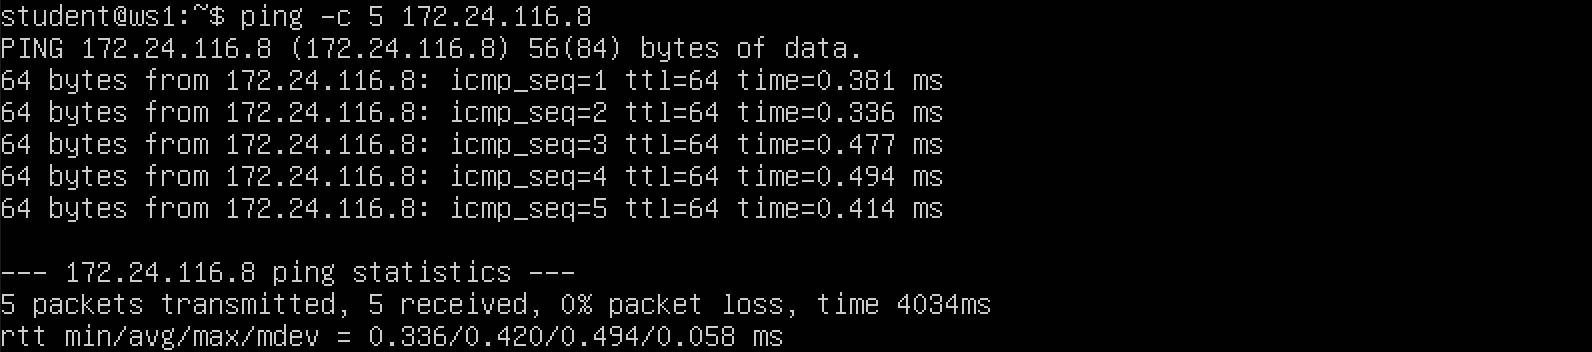 student@ws1:~$ ping -c 5 172.24.116.8
PING 172.24.116.8 (172.24.116.8) 56(84) bytes of data.
64 bytes from 172.24.116.8: icmp_seq=1 ttl=64 time=0.381 ms
64 bytes from 172.24.116.8: icmp_seq=2 ttl=64 time=0.336 ms
64 bytes from 172.24.116.8: icmp_seq=3 ttl=64 time=0.477 ms
64 bytes from 172.24.116.8: icmp_seq=4 ttl=64 time=0.494 ms
64 bytes from 172.24.116.8: icmp_seq=5 ttl=64 time=0.414 ms

--- 172.24.116.8 ping statistics ---
5 packets transmitted, 5 received, 0% packet loss, time 4034ms
rtt min/avg/max/mdev = 0.336/0.420/0.494/0.058 ms